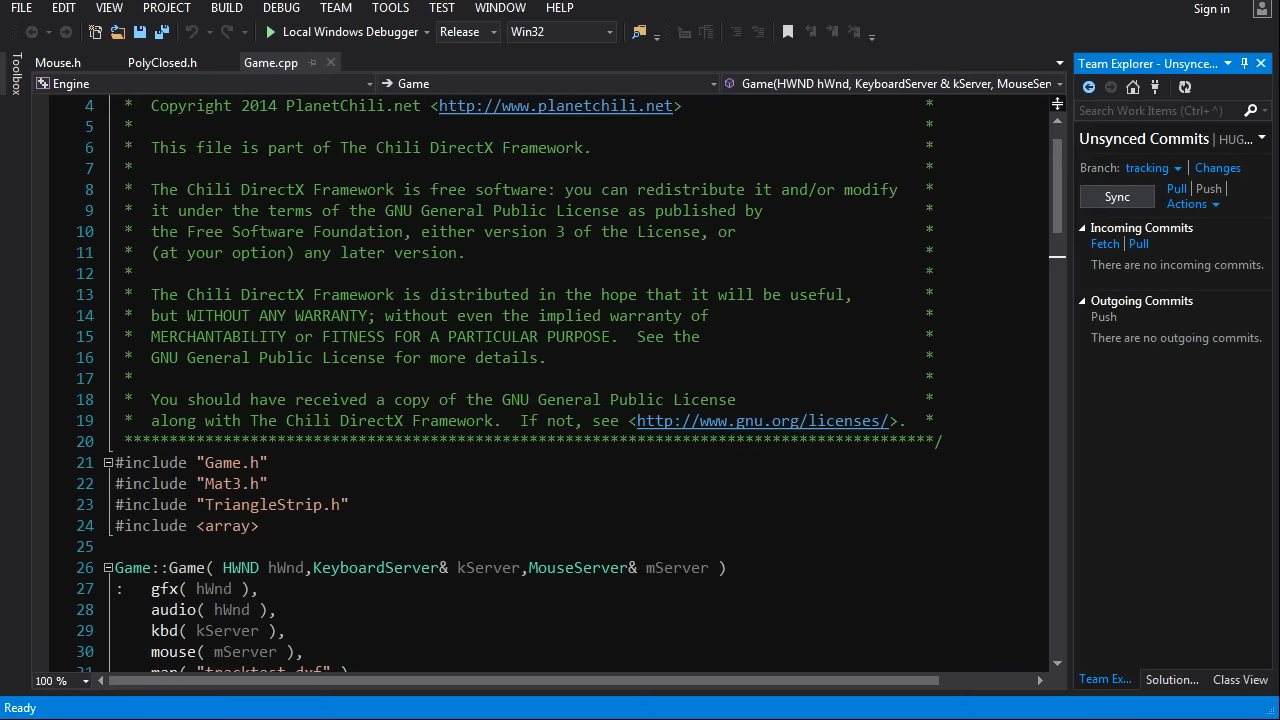 FILE EDIT VIEW PROJECT BUILD DEBUG TEAM TOOLS TEST WINDOW HELP
Sign in
Local Windows Debugger Release Win32
Toolbox
Mouse.h PolyClosed.h Game.cpp
Engine Game Game(HWND hWnd, KeyboardServer & kServer, MouseSer
4 * Copyright 2014 PlanetChili.net <http://www.planetchili.net> *
5 * *
6 * This file is part of The Chili DirectX Framework. *
7 * *
8 * The Chili DirectX Framework is free software: you can redistribute it and/or modify *
9 * it under the terms of the GNU General Public License as published by *
10 * the Free Software Foundation, either version 3 of the License, or *
11 * (at your option) any later version. *
12 * *
13 * The Chili DirectX Framework is distributed in the hope that it will be useful, *
14 * but WITHOUT ANY WARRANTY; without even the implied warranty of *
15 * MERCHANTABILITY or FITNESS FOR A PARTICULAR PURPOSE. See the *
16 * GNU General Public License for more details. *
17 * *
18 * You should have received a copy of the GNU General Public License *
19 * along with The Chili DirectX Framework. If not, see <http://www.gnu.org/licenses/>. *
20 ******************************************************************************************/
21 #include "Game.h"
22 #include "Mat3.h"
23 #include "TriangleStrip.h"
24 #include <array>
25
26 Game::Game( HWND hWnd,KeyboardServer& kServer,MouseServer& mServer )
27 : gfx( hWnd ),
28 audio( hWnd ),
29 kbd( kServer ),
30 mouse( mServer ),
31 map( "tracktest.dxf" )
100 %
Team Explorer - Unsynce...
Search Work Items (Ctrl+^)
Unsynced Commits | HUG...
Branch: tracking | Changes
Sync Pull | Push |
Actions
Incoming Commits
Fetch | Pull
There are no incoming commits.
Outgoing Commits
Push
There are no outgoing commits.
Team Ex... Solution... Class View
Ready